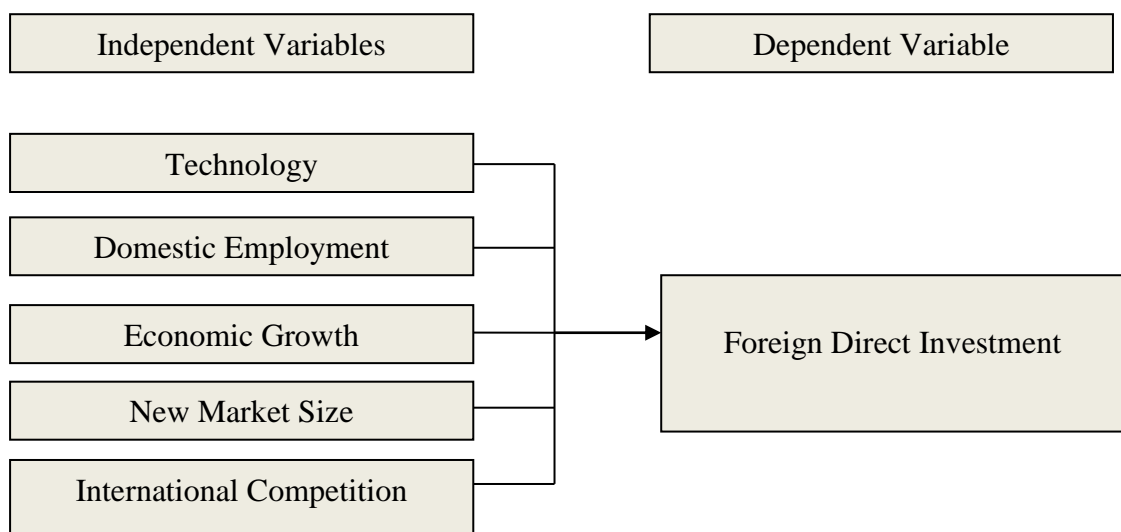 Independent Variables
Dependent Variable
Technology
Domestic Employment
Economic Growth
Foreign Direct Investment
New Market Size
International Competition